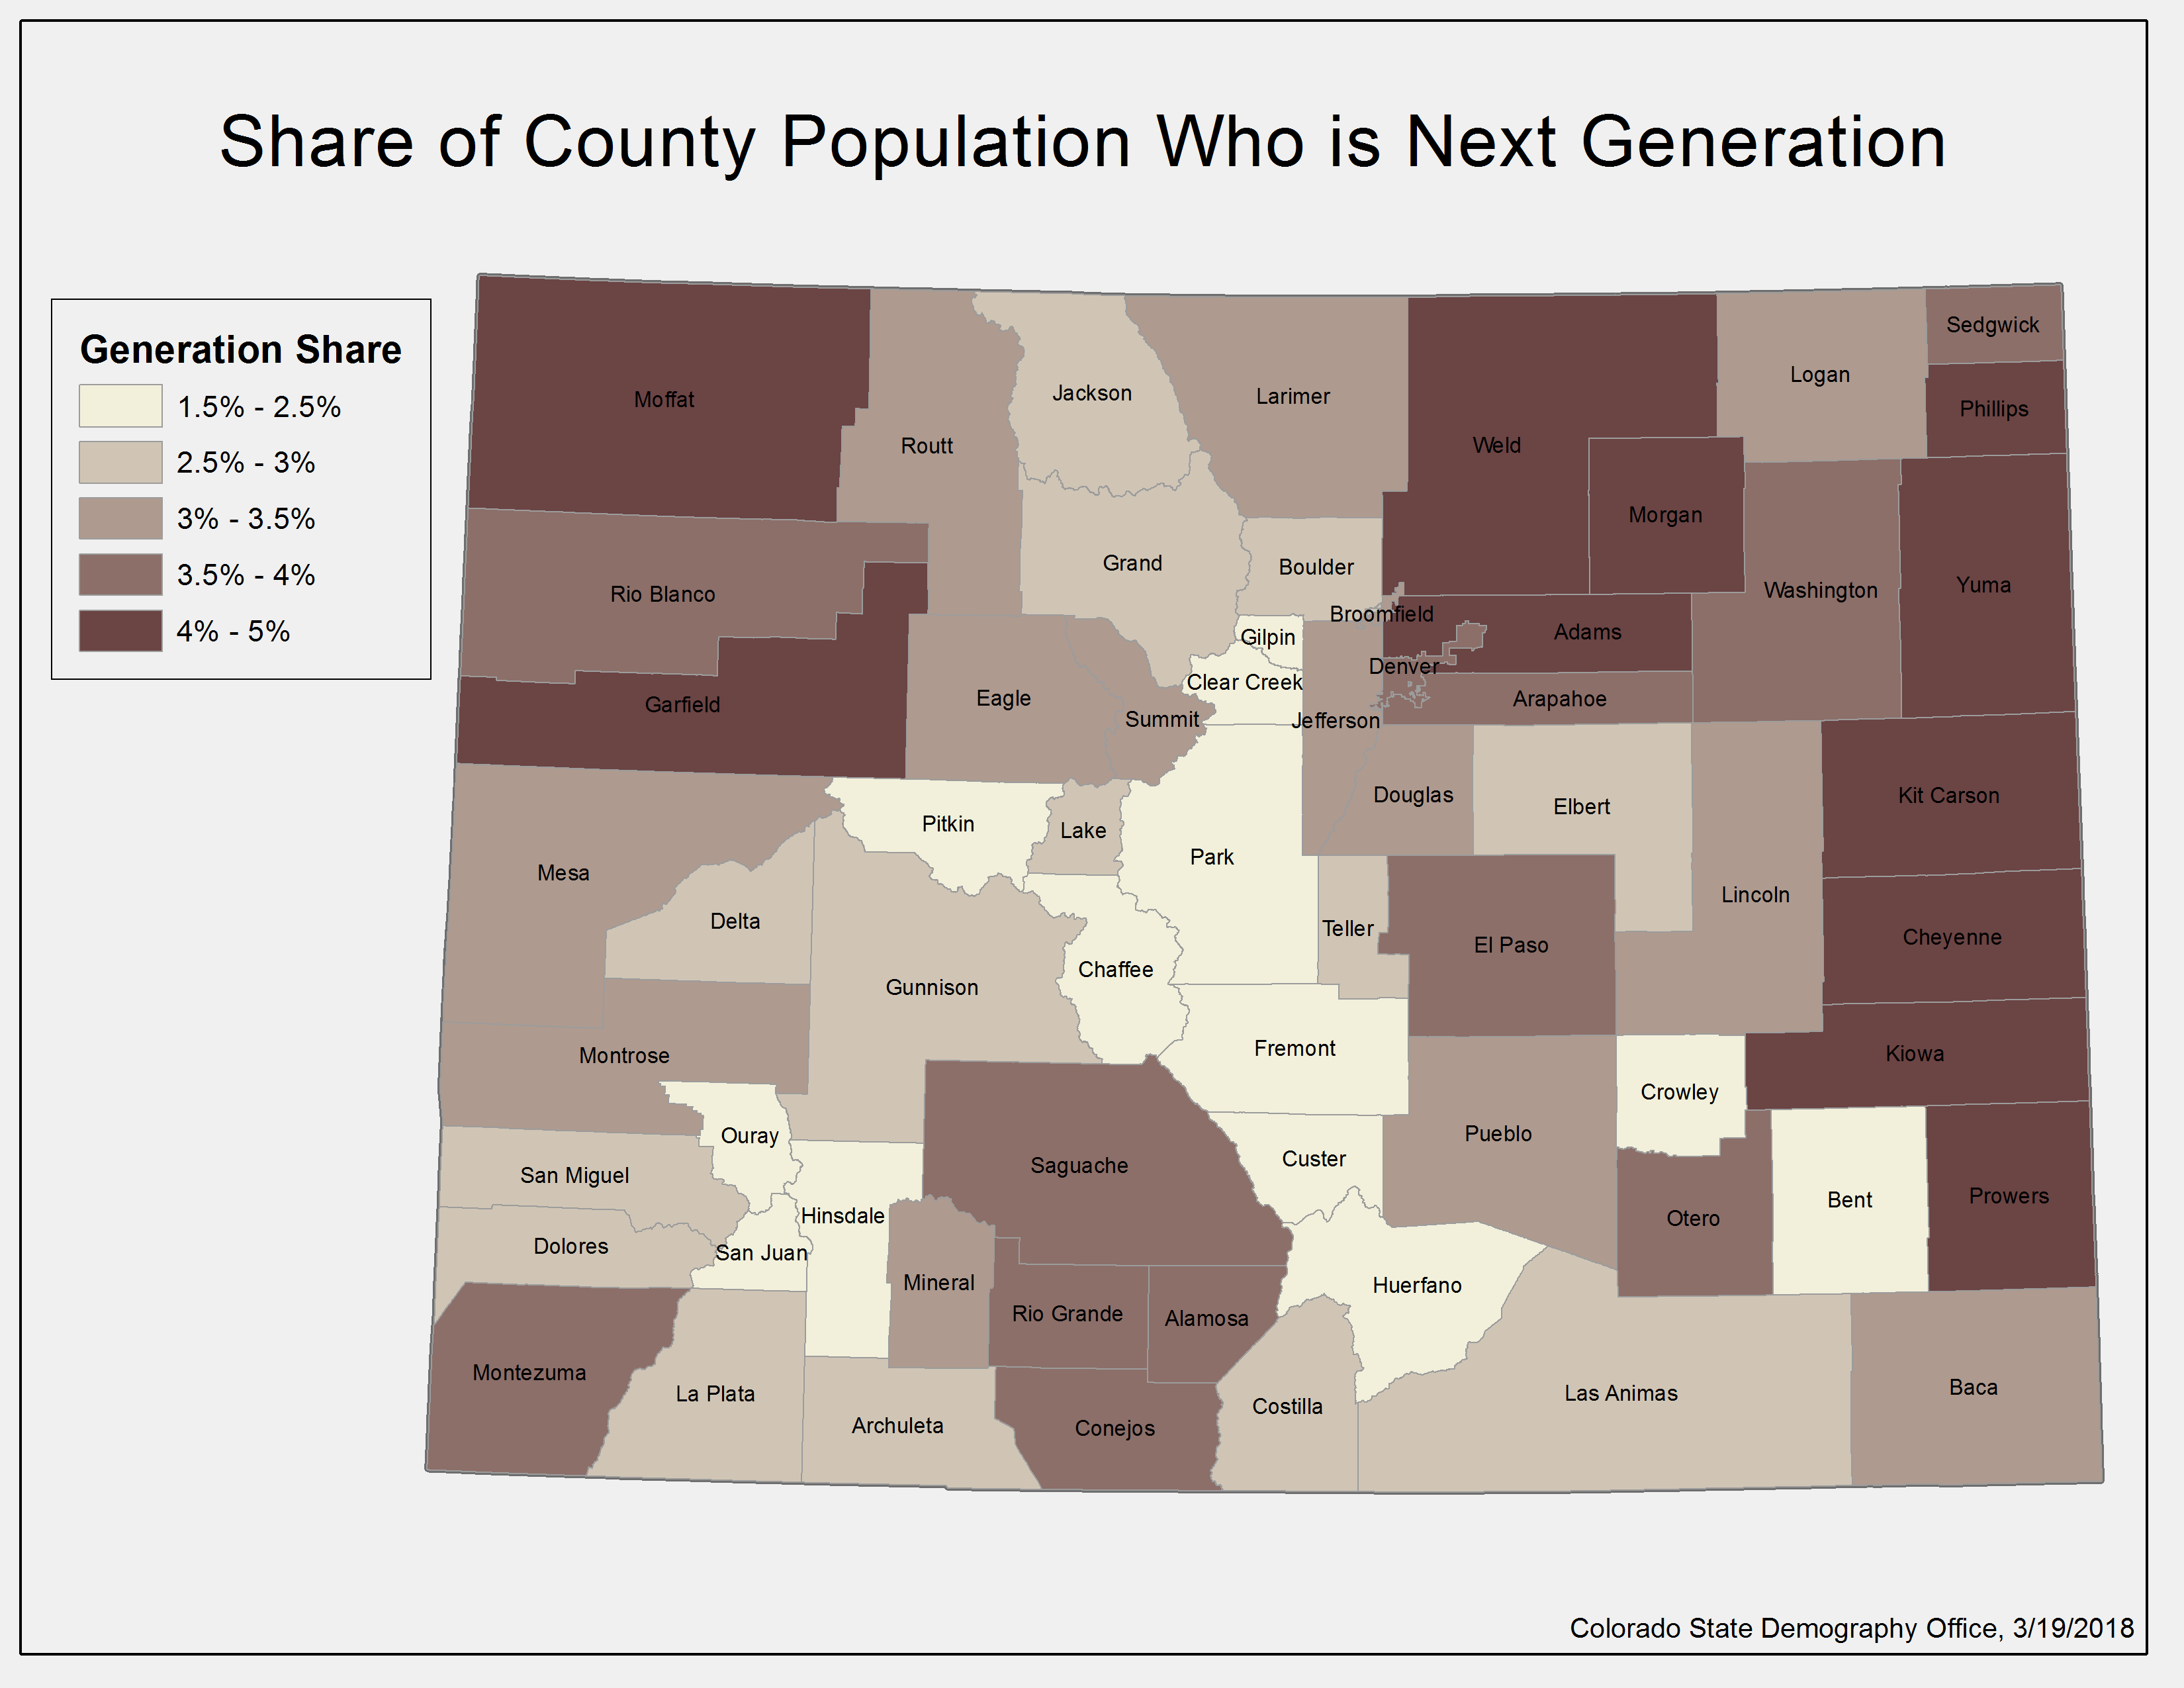 Share of County Population Who is Next Generation
Generation Share
1.5% - 2.5%
2.5% - 3%
3% - 3.5%
3.5% - 4%
4% - 5%
Sedgwick
Logan
Jackson
Larimer
Moffat
Phillips
Routt
Weld
Morgan
Grand
Boulder
Yuma
Washington
Rio Blanco
Broomfield
Adams
Gilpin
Denver
Clear Creek
Eagle
Arapahoe
Garfield
Summit
Jefferson
Douglas
Kit Carson
Elbert
Pitkin
Lake
Park
Mesa
Lincoln
Delta
Teller
Cheyenne
El Paso
Chaffee
Gunnison
Fremont
Kiowa
Montrose
Crowley
Pueblo
Ouray
Custer
Saguache
San Miguel
Prowers
Bent
Hinsdale
Otero
Dolores
San Juan
Mineral
Huerfano
Rio Grande
Alamosa
Montezuma
Baca
La Plata
Las Animas
Costilla
Archuleta
Conejos
Colorado State Demography Office, 3/19/2018